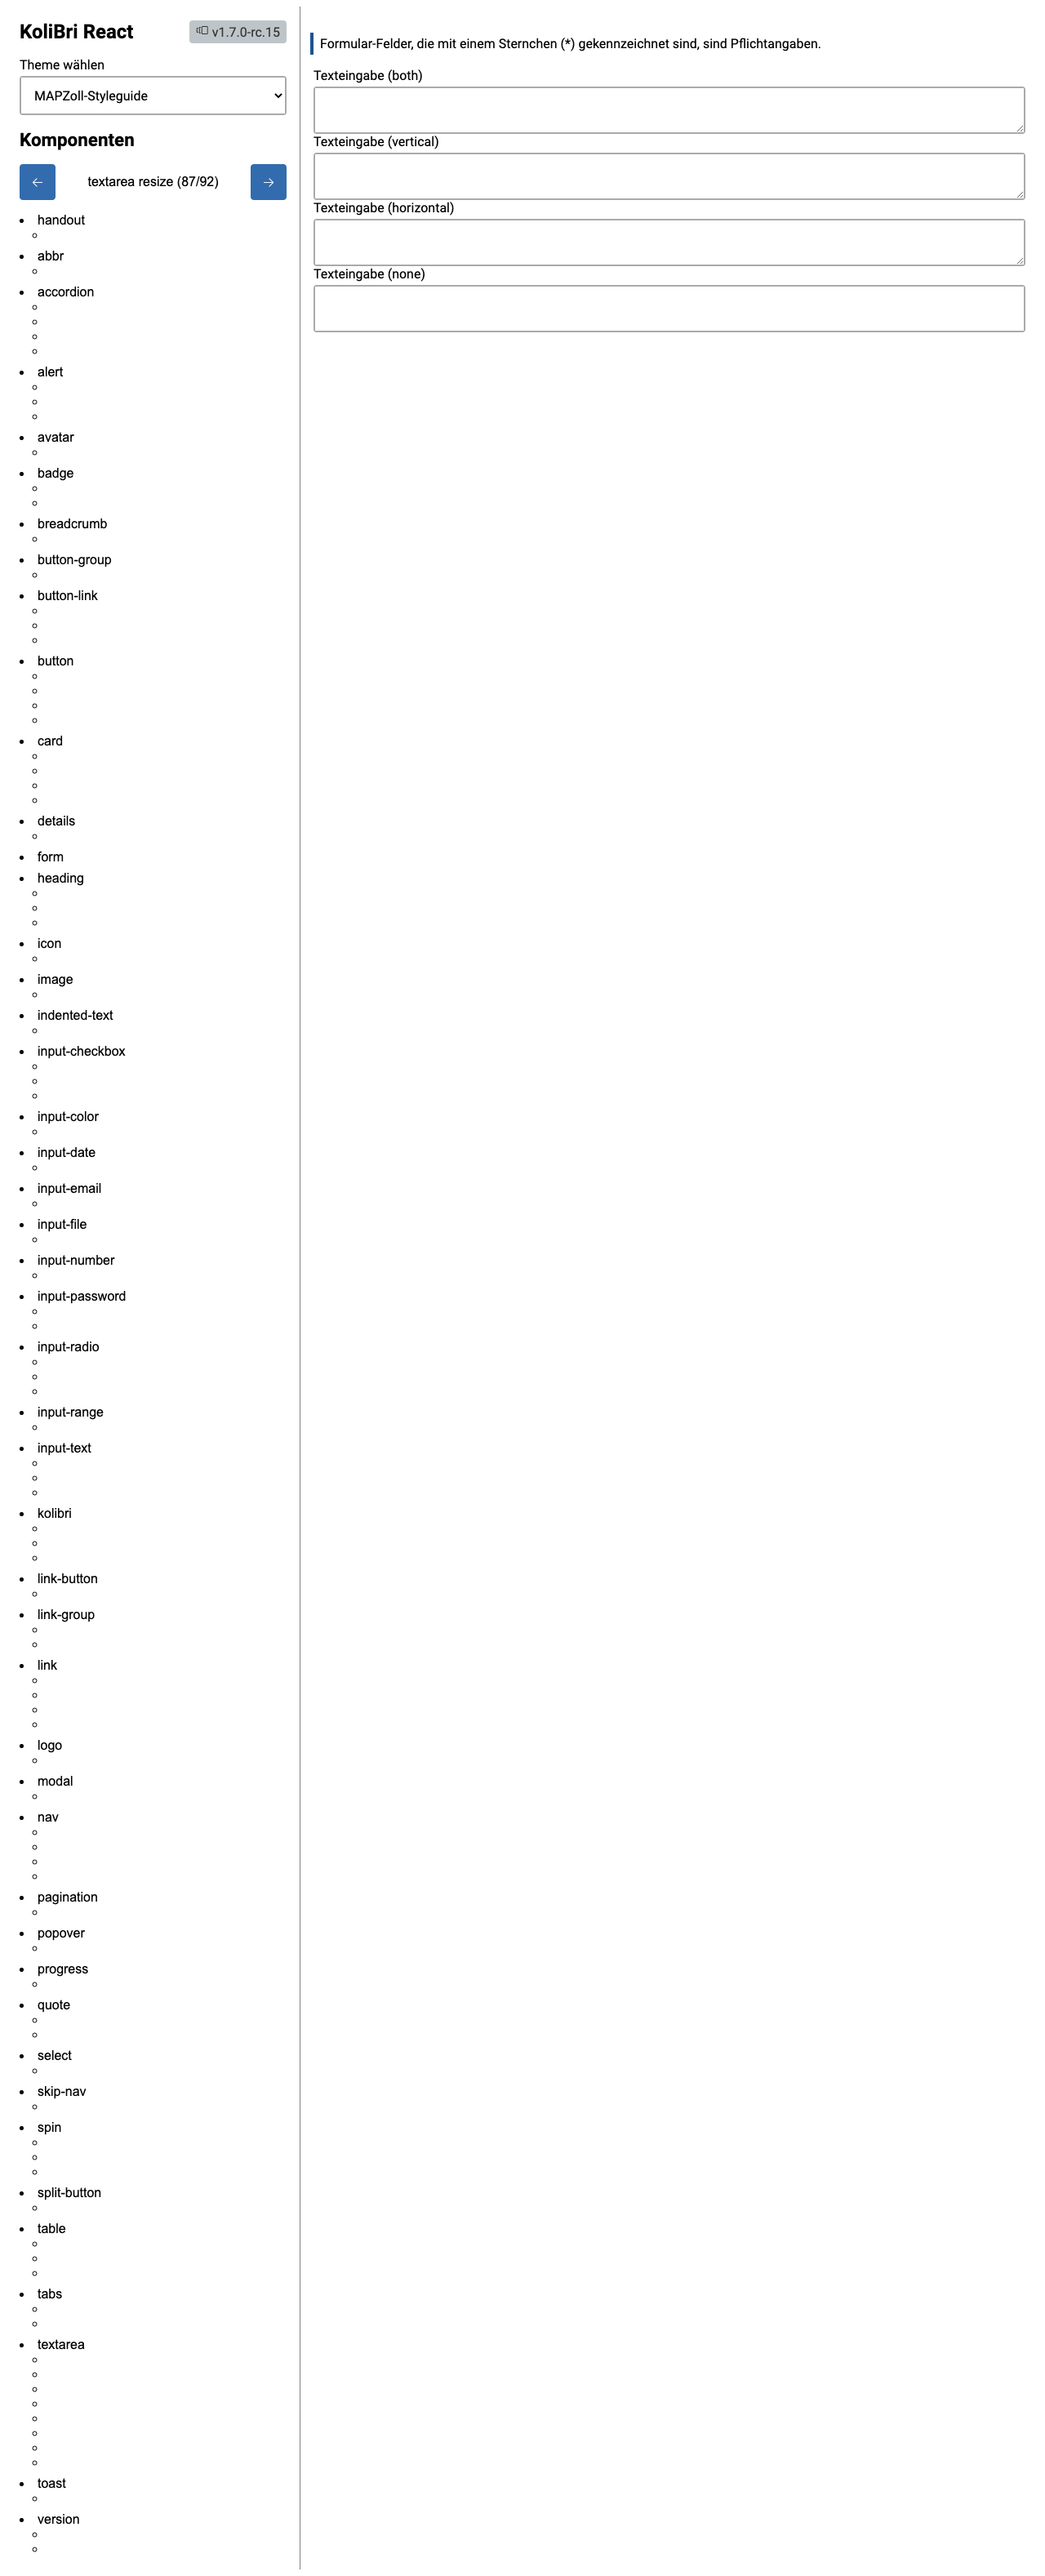 KoliBri React
v1.7.0-rc.15
Theme wählen
MAPZoll-Styleguide
Komponenten
← textarea resize (87/92) →
handout
abbr
accordion
alert
avatar
badge
breadcrumb
button-group
button-link
button
card
details
form
heading
icon
image
indented-text
input-checkbox
input-color
input-date
input-email
input-file
input-number
input-password
input-radio
input-range
input-text
kolibri
link-button
link-group
link
logo
modal
nav
pagination
popover
progress
quote
select
skip-nav
spin
split-button
table
tabs
textarea
toast
version
Formular-Felder, die mit einem Sternchen (*) gekennzeichnet sind, sind Pflichtangaben.
Texteingabe (both)
Texteingabe (vertical)
Texteingabe (horizontal)
Texteingabe (none)